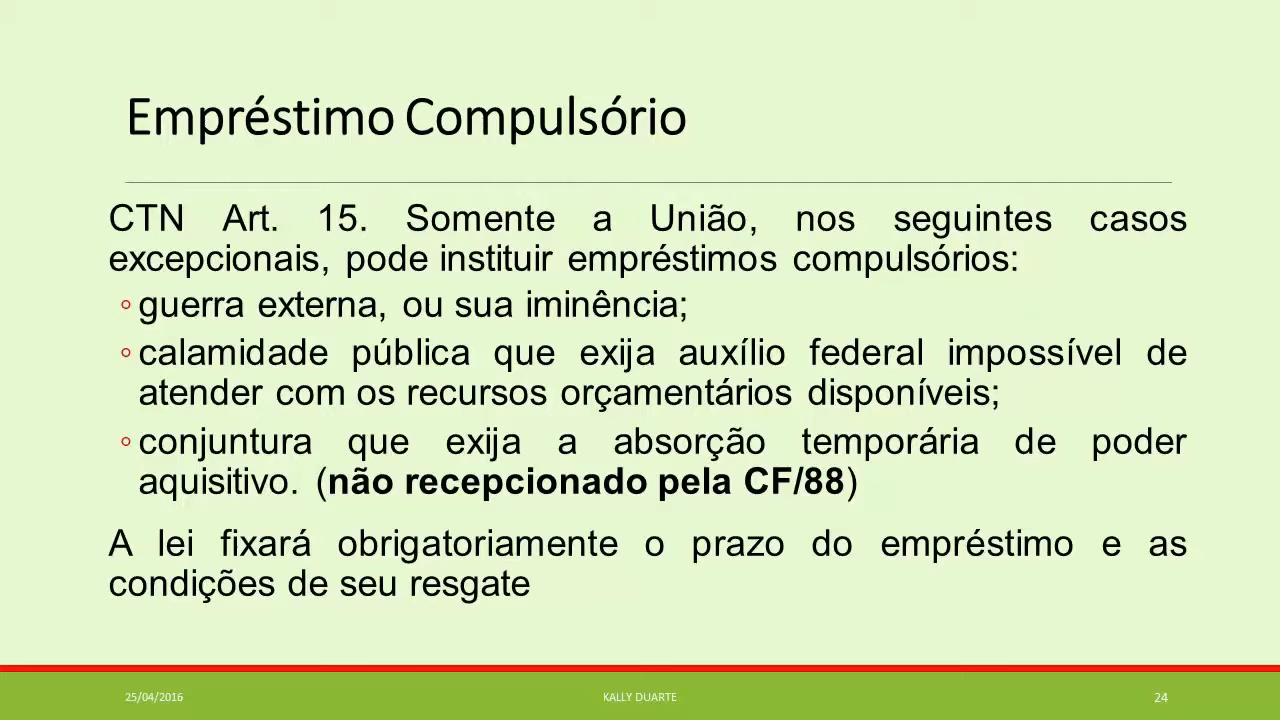 Empréstimo Compulsório
CTN Art. 15. Somente a União, nos seguintes casos
excepcionais, pode instituir empréstimos compulsórios:
◦ guerra externa, ou sua iminência;
◦ calamidade pública que exija auxílio federal impossível de
atender com os recursos orçamentários disponíveis;
◦ conjuntura que exija a absorção temporária de poder
aquisitivo. (não recepcionado pela CF/88)
A lei fixará obrigatoriamente o prazo do empréstimo e as
condições de seu resgate
25/04/2016 KALLY DUARTE 24